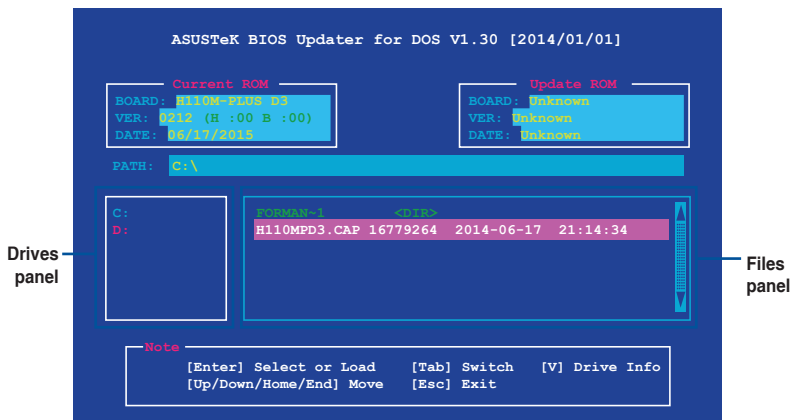 ASUSTeK BIOS Updater for DOS V1.30 [2014/01/01]
Current ROM
BOARD: H110M-PLUS D3
VER: 0212 (H :00 B :00)
DATE: 06/17/2015
Update ROM
BOARD: Unknown
VER: Unknown
DATE: Unknown
PATH: C:\
C:
D:
FORMAN~1 <DIR>
H110MPD3.CAP 16779264 2014-06-17 21:14:34
Drives
panel
Files
panel
Note
[Enter] Select or Load [Tab] Switch [V] Drive Info
[Up/Down/Home/End] Move [Esc] Exit